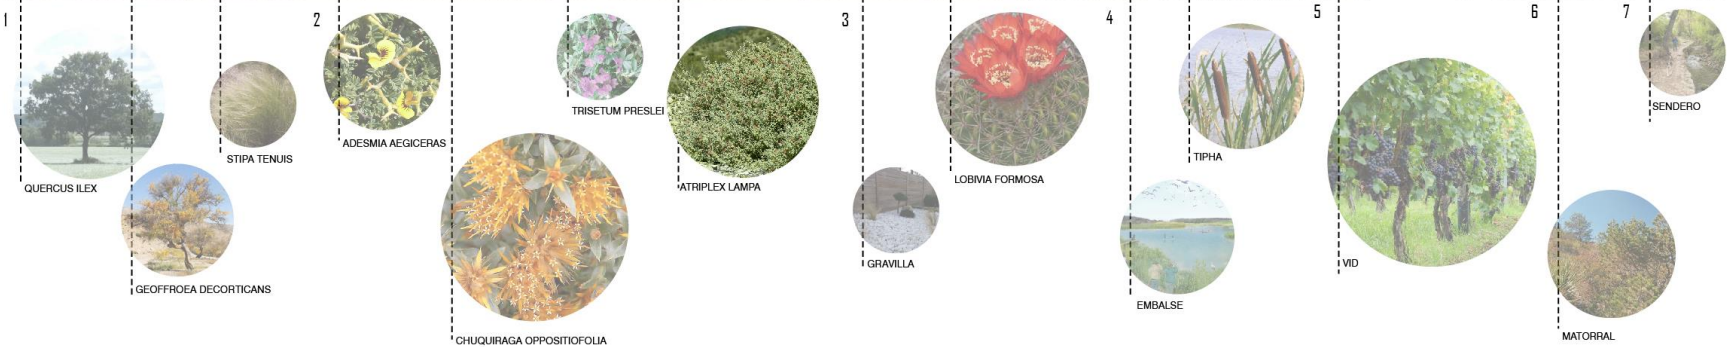 1
QUERCUS ILEX
GEOFFROEA DECORTICANS
STIPA TENUIS
2
ADESMIA AEGICERAS
CHUQUIRAGA OPPOSITIOFOLIA
TRISETUM PRESLEI
ATRIPLEX LAMPA
3
GRAVILLA
LOBIVIA FORMOSA
4
EMBALSE
TIPHA
5
VID
6
MATORRAL
7
SENDERO